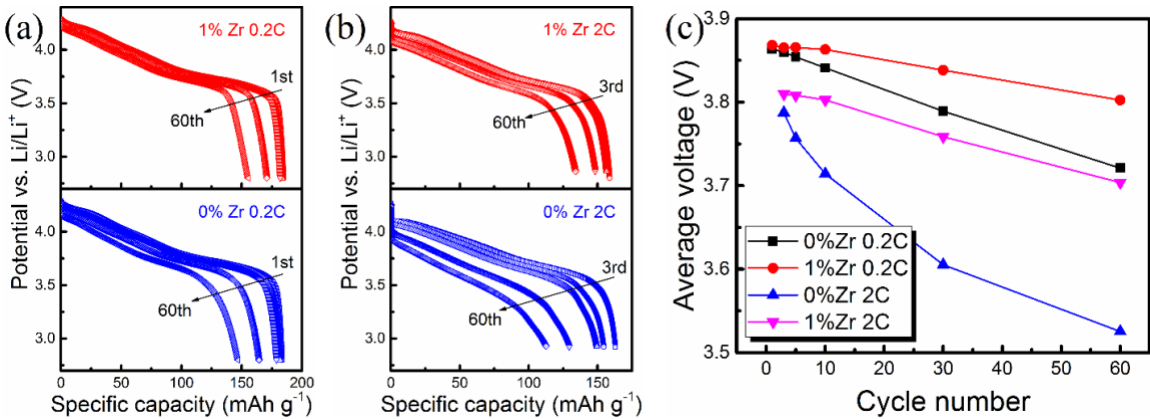 (a)
1% Zr 0.2C
1st
60th
4.0
3.5
3.0
0% Zr 0.2C
1st
60th
4.0
3.5
3.0
Potential vs. Li/Li⁺ (V)
0 50 100 150 200
Specific capacity (mAh g⁻¹)
(b)
1% Zr 2C
3rd
60th
4.0
3.5
3.0
0% Zr 2C
3rd
60th
4.0
3.5
3.0
Potential vs. Li/Li⁺ (V)
0 50 100 150
Specific capacity (mAh g⁻¹)
(c)
3.9
3.8
3.7
3.6
3.5
Average voltage (V)
0%Zr 0.2C
1%Zr 0.2C
0%Zr 2C
1%Zr 2C
0 10 20 30 40 50 60
Cycle number